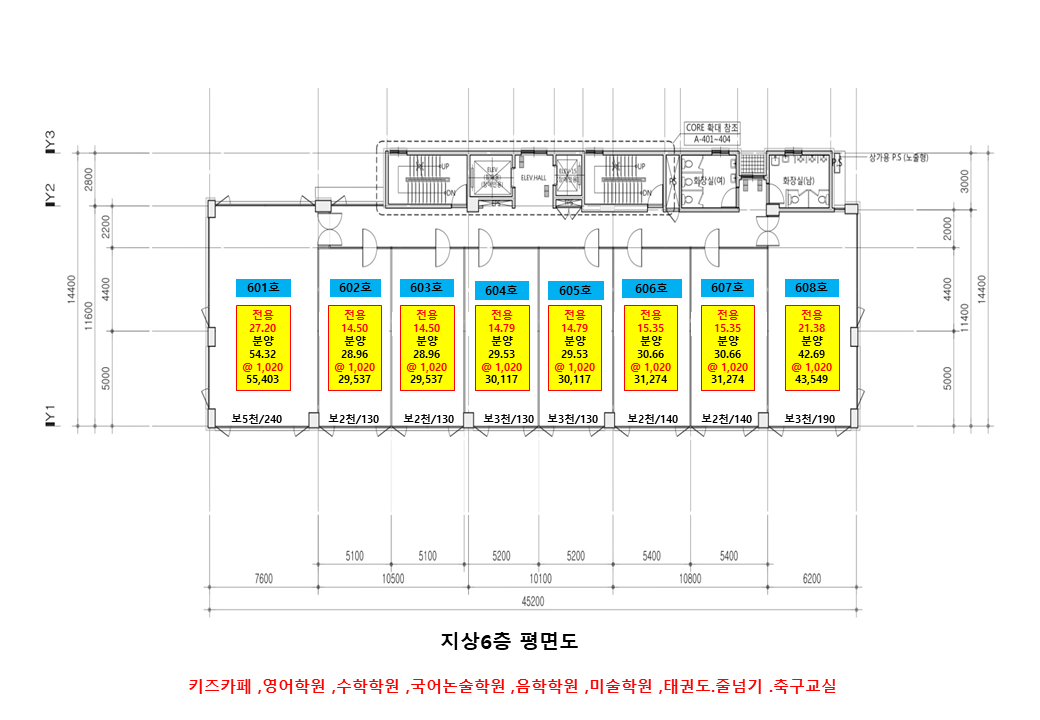 CORE 확대 참조
A-401~404
Y3
Y2
Y1
상가용 P.S (노출형)
UP
DN
ELEV.
ELEV.HALL
UP
DN
화장실(여)
화장실(남)
2800
2200
4400
5000
11600
14400
3000
2000
4400
5000
11400
14400
601호 602호 603호 604호 605호 606호 607호 608호
전용 전용 전용 전용 전용 전용 전용 전용
27.20 14.50 14.50 14.79 14.79 15.35 15.35 21.38
분양 분양 분양 분양 분양 분양 분양 분양
54.32 28.96 28.96 29.53 29.53 30.66 30.66 42.69
@ 1,020 @ 1,020 @ 1,020 @ 1,020 @ 1,020 @ 1,020 @ 1,020 @ 1,020
55,403 29,537 29,537 30,117 30,117 31,274 31,274 43,549
보5천/240 보2천/130 보2천/130 보3천/130 보3천/130 보2천/140 보2천/140 보3천/190
5100 5100 5200 5200 5400 5400
7600 10500 10100 10800 6200
45200
지상6층 평면도
키즈카페 ,영어학원 ,수학학원 ,국어논술학원 ,음학학원 ,미술학원 ,태권도.줄넘기 .축구교실